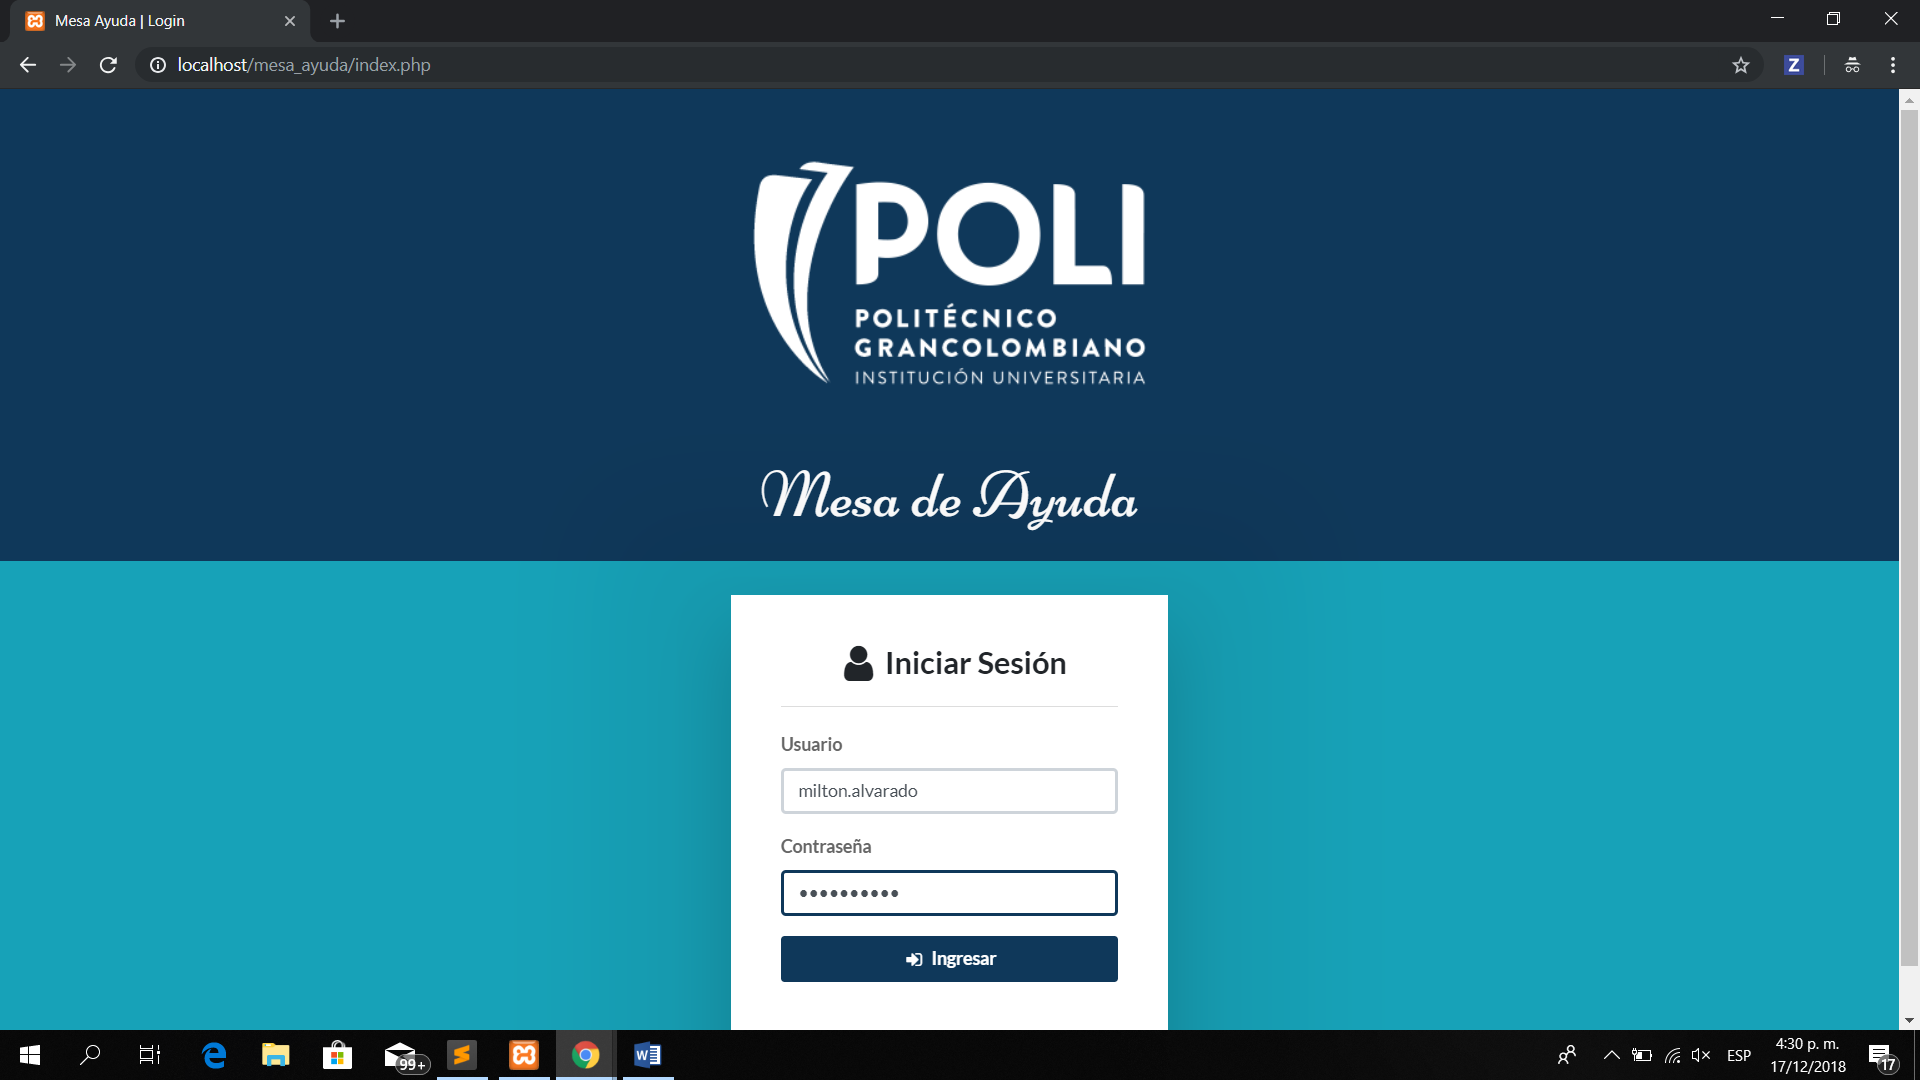 Mesa Ayuda | Login
localhost/mesa_ayuda/index.php
Z
POLI
POLITÉCNICO
GRANCOLOMBIANO
INSTITUCIÓN UNIVERSITARIA
Mesa de Ayuda
Iniciar Sesión
Usuario
milton.alvarado
Contraseña
••••••••••
Ingresar
99+
W
ESP
4:30 p. m.
17/12/2018
17